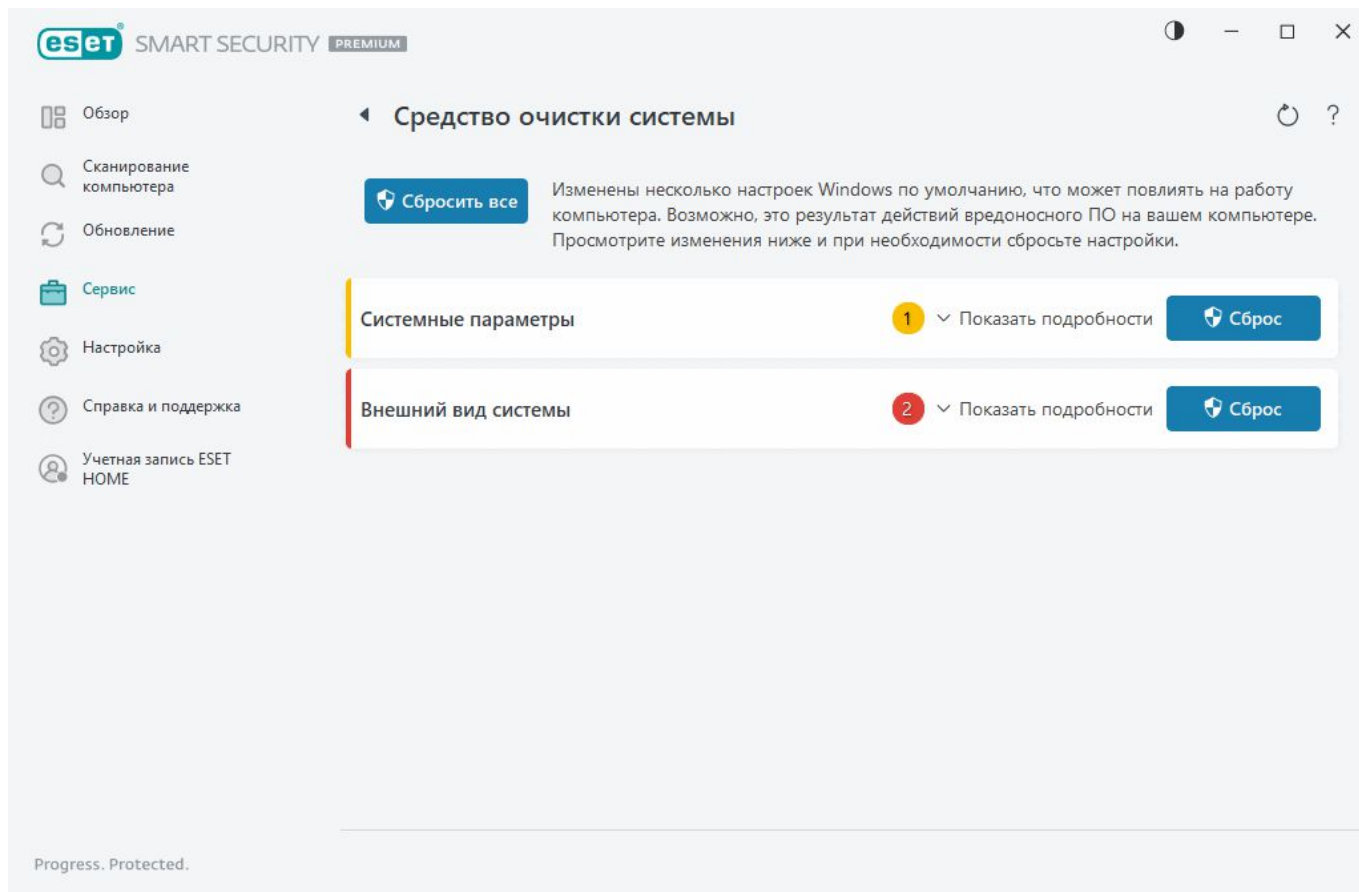 eset® SMART SECURITY PREMIUM
Обзор
Средство очистки системы
?
Сканирование
компьютера
Обновление
Сервис
Настройка
Справка и поддержка
Учетная запись ESET
HOME
Сбросить все
Изменены несколько настроек Windows по умолчанию, что может повлиять на работу
компьютера. Возможно, это результат действий вредоносного ПО на вашем компьютере.
Просмотрите изменения ниже и при необходимости сбросьте настройки.
Системные параметры 1 Показать подробности Сброс
Внешний вид системы 2 Показать подробности Сброс
Progress. Protected.